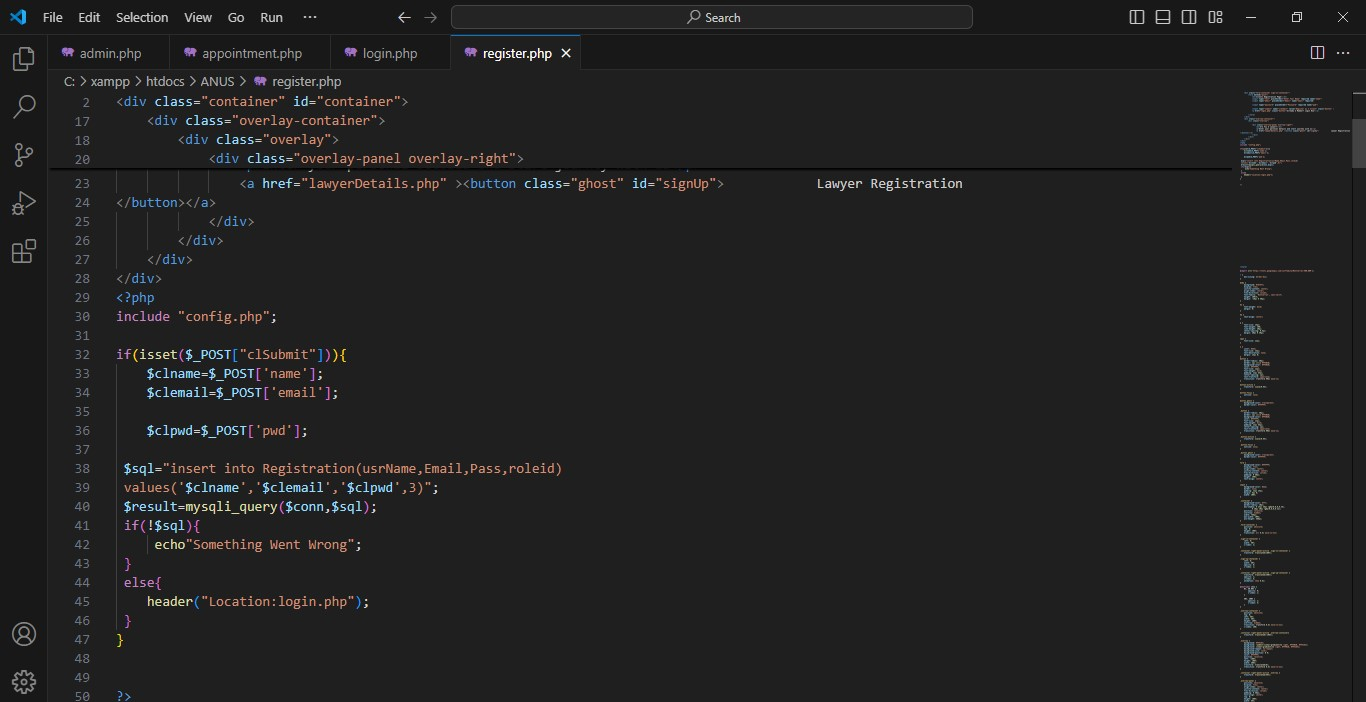 File Edit Selection View Go Run ··· Search
admin.php appointment.php login.php register.php
C: > xampp > htdocs > ANUS > register.php
2 <div class="container" id="container">
17 <div class="overlay-container">
18 <div class="overlay">
20 <div class="overlay-panel overlay-right">
23 <a href="lawyerDetails.php" ><button class="ghost" id="signUp"> Lawyer Registration
24 </button></a>
25 </div>
26 </div>
27 </div>
28 </div>
29 <?php
30 include "config.php";
31
32 if(isset($_POST["clSubmit"])){
33 $clname=$_POST['name'];
34 $clemail=$_POST['email'];
35
36 $clpwd=$_POST['pwd'];
37
38 $sql="insert into Registration(usrName,Email,Pass,roleid)
39 values('$clname','$clemail','$clpwd',3)";
40 $result=mysqli_query($conn,$sql);
41 if(!$sql){
42 echo"Something Went Wrong";
43 }
44 else{
45 header("Location:login.php");
46 }
47 }
48
49
50 ?>